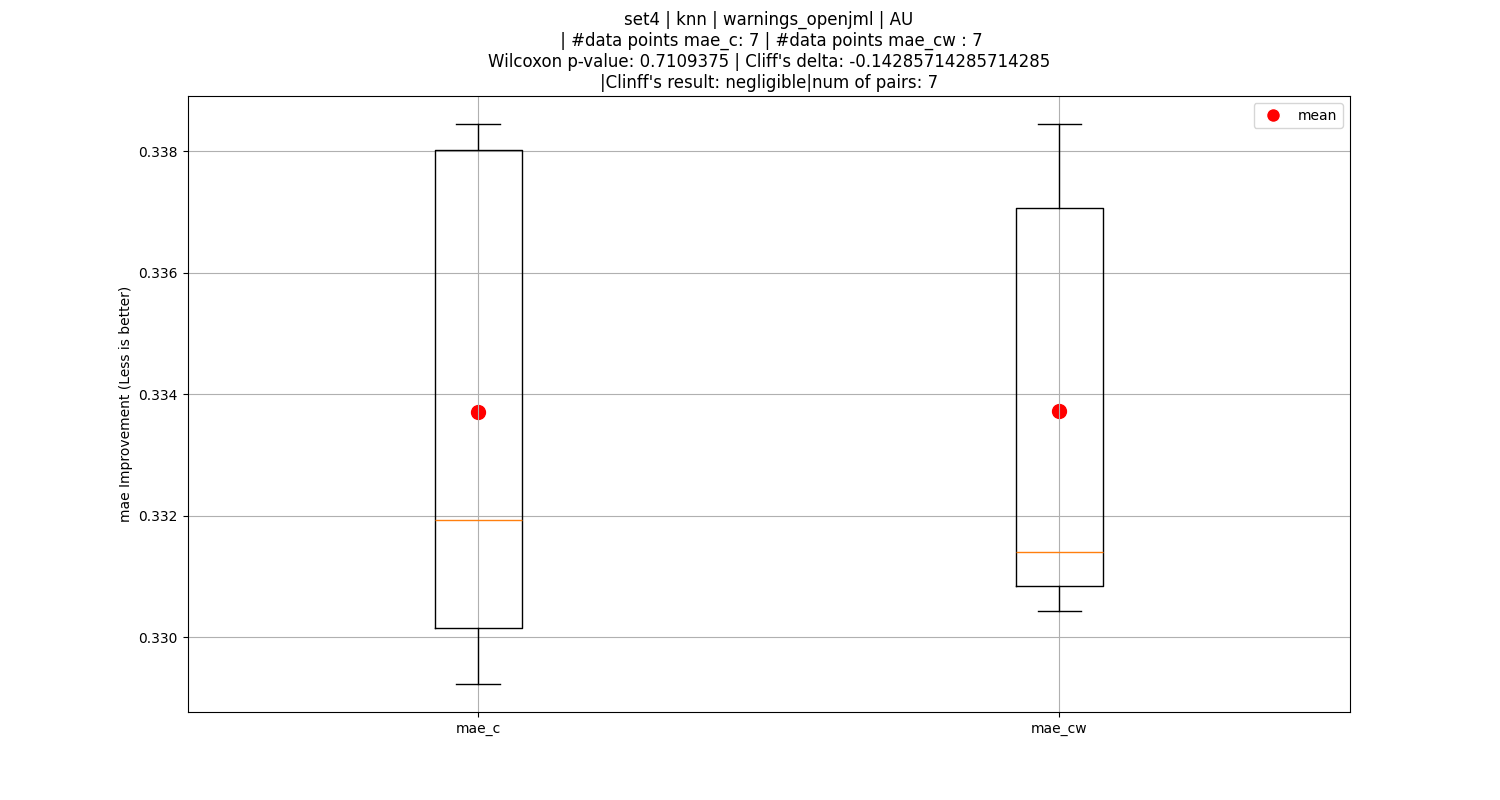 set4 | knn | warnings_openjml | AU
| #data points mae_c: 7 | #data points mae_cw : 7
Wilcoxon p-value: 0.7109375 | Cliff's delta: -0.14285714285714285
|Clinff's result: negligible|num of pairs: 7
mean
mae Improvement (Less is better)
0.338
0.336
0.334
0.332
0.330
mae_c
mae_cw